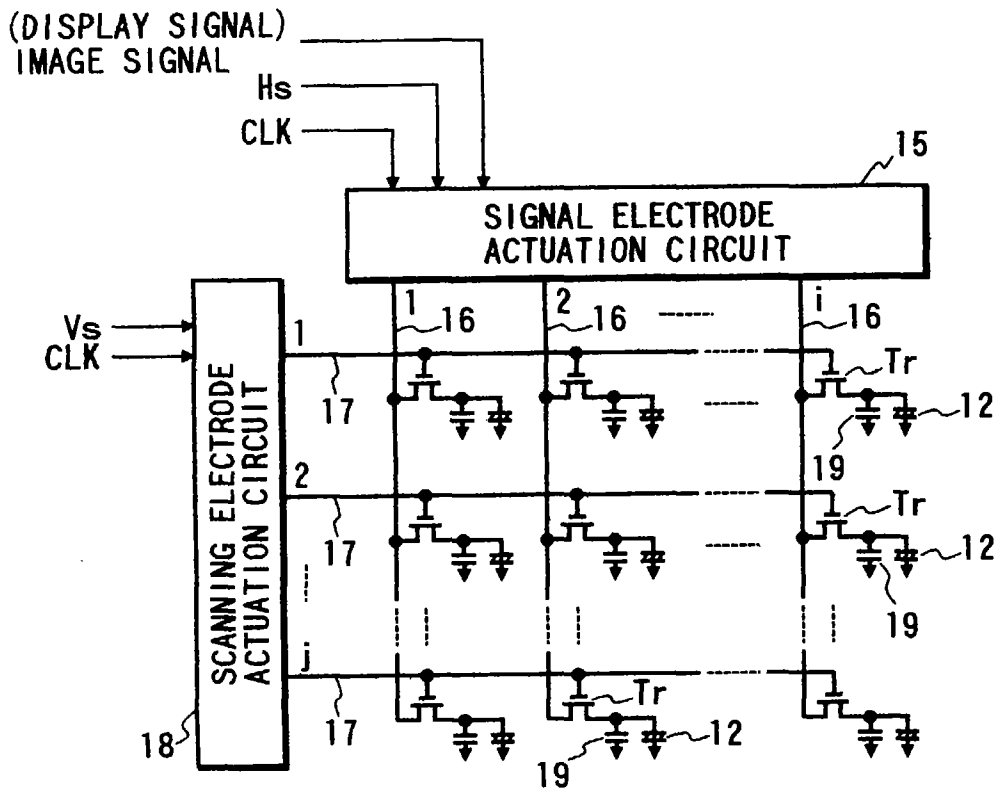 (DISPLAY SIGNAL)
IMAGE SIGNAL
Hs
CLK
15
SIGNAL ELECTRODE
ACTUATION CIRCUIT
1
2
i
16
16
16
Vs
CLK
1
17
Tr
12
19
SCANNING ELECTRODE
ACTUATION CIRCUIT
2
17
Tr
12
19
j
17
Tr
12
19
18